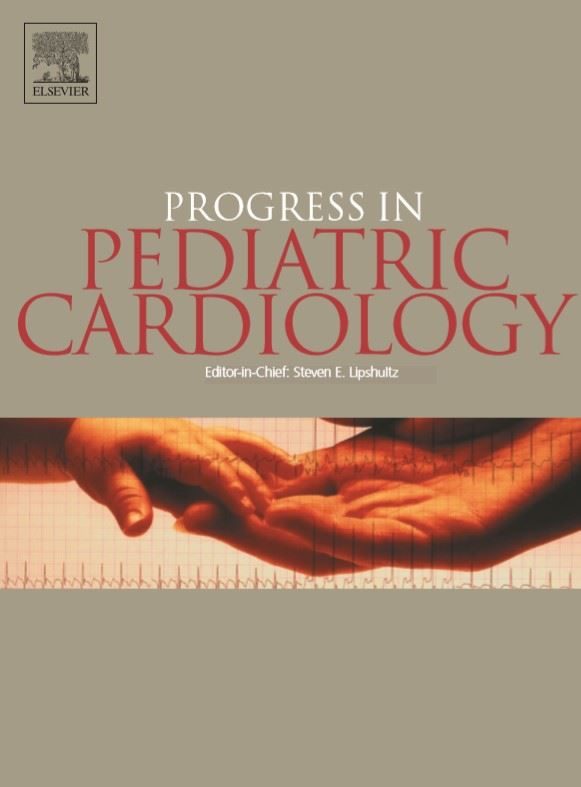 ELSEVIER
PROGRESS IN
PEDIATRIC
CARDIOLOGY
Editor-in-Chief: Steven E. Lipshultz